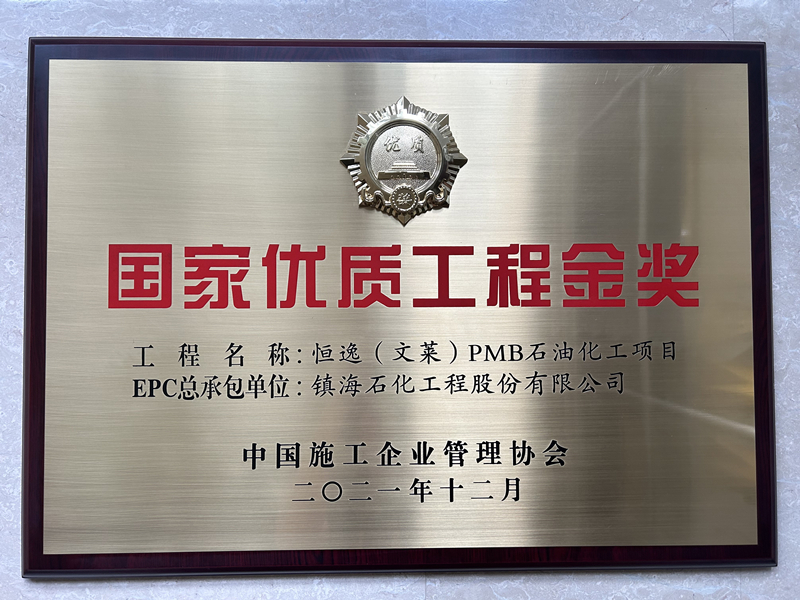 优质
国家优质工程金奖
工程名称：恒逸（文莱）PMB石油化工项目
EPC总承包单位：镇海石化工程股份有限公司
中国施工企业管理协会
二〇二一年十二月